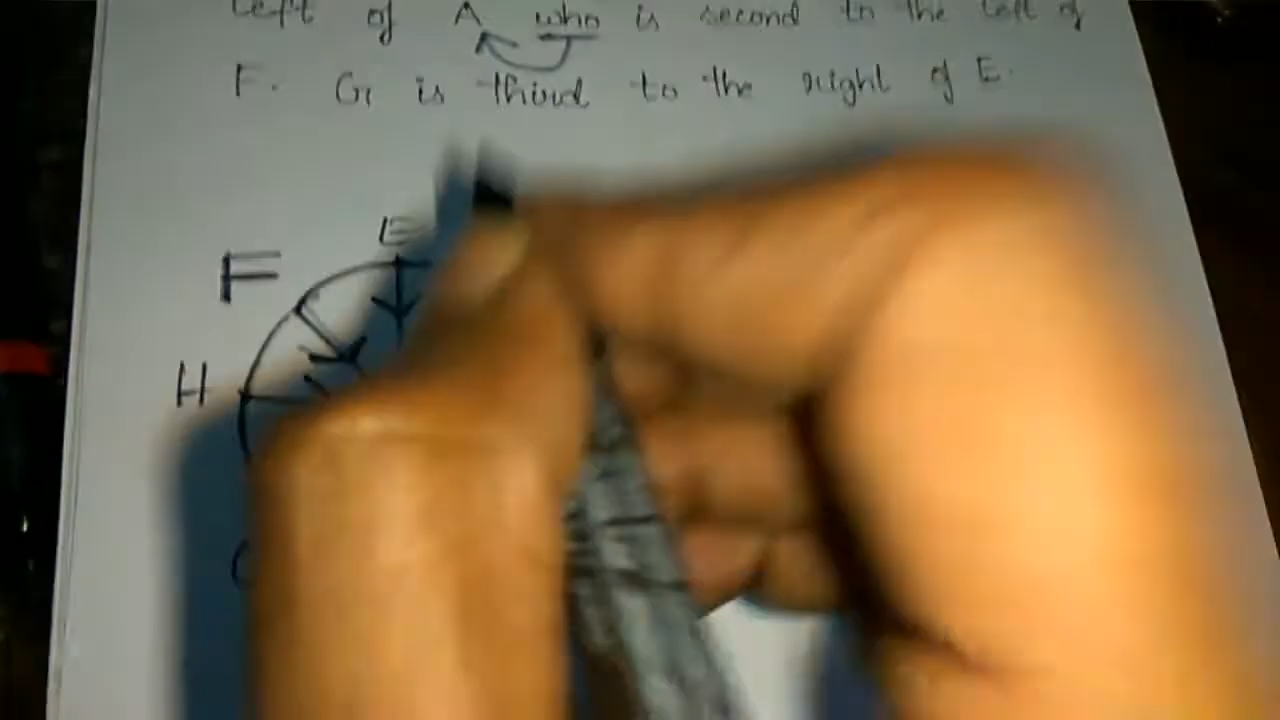 Left of A who is second to the left of
F. G is third to the right of E.
E
F
H